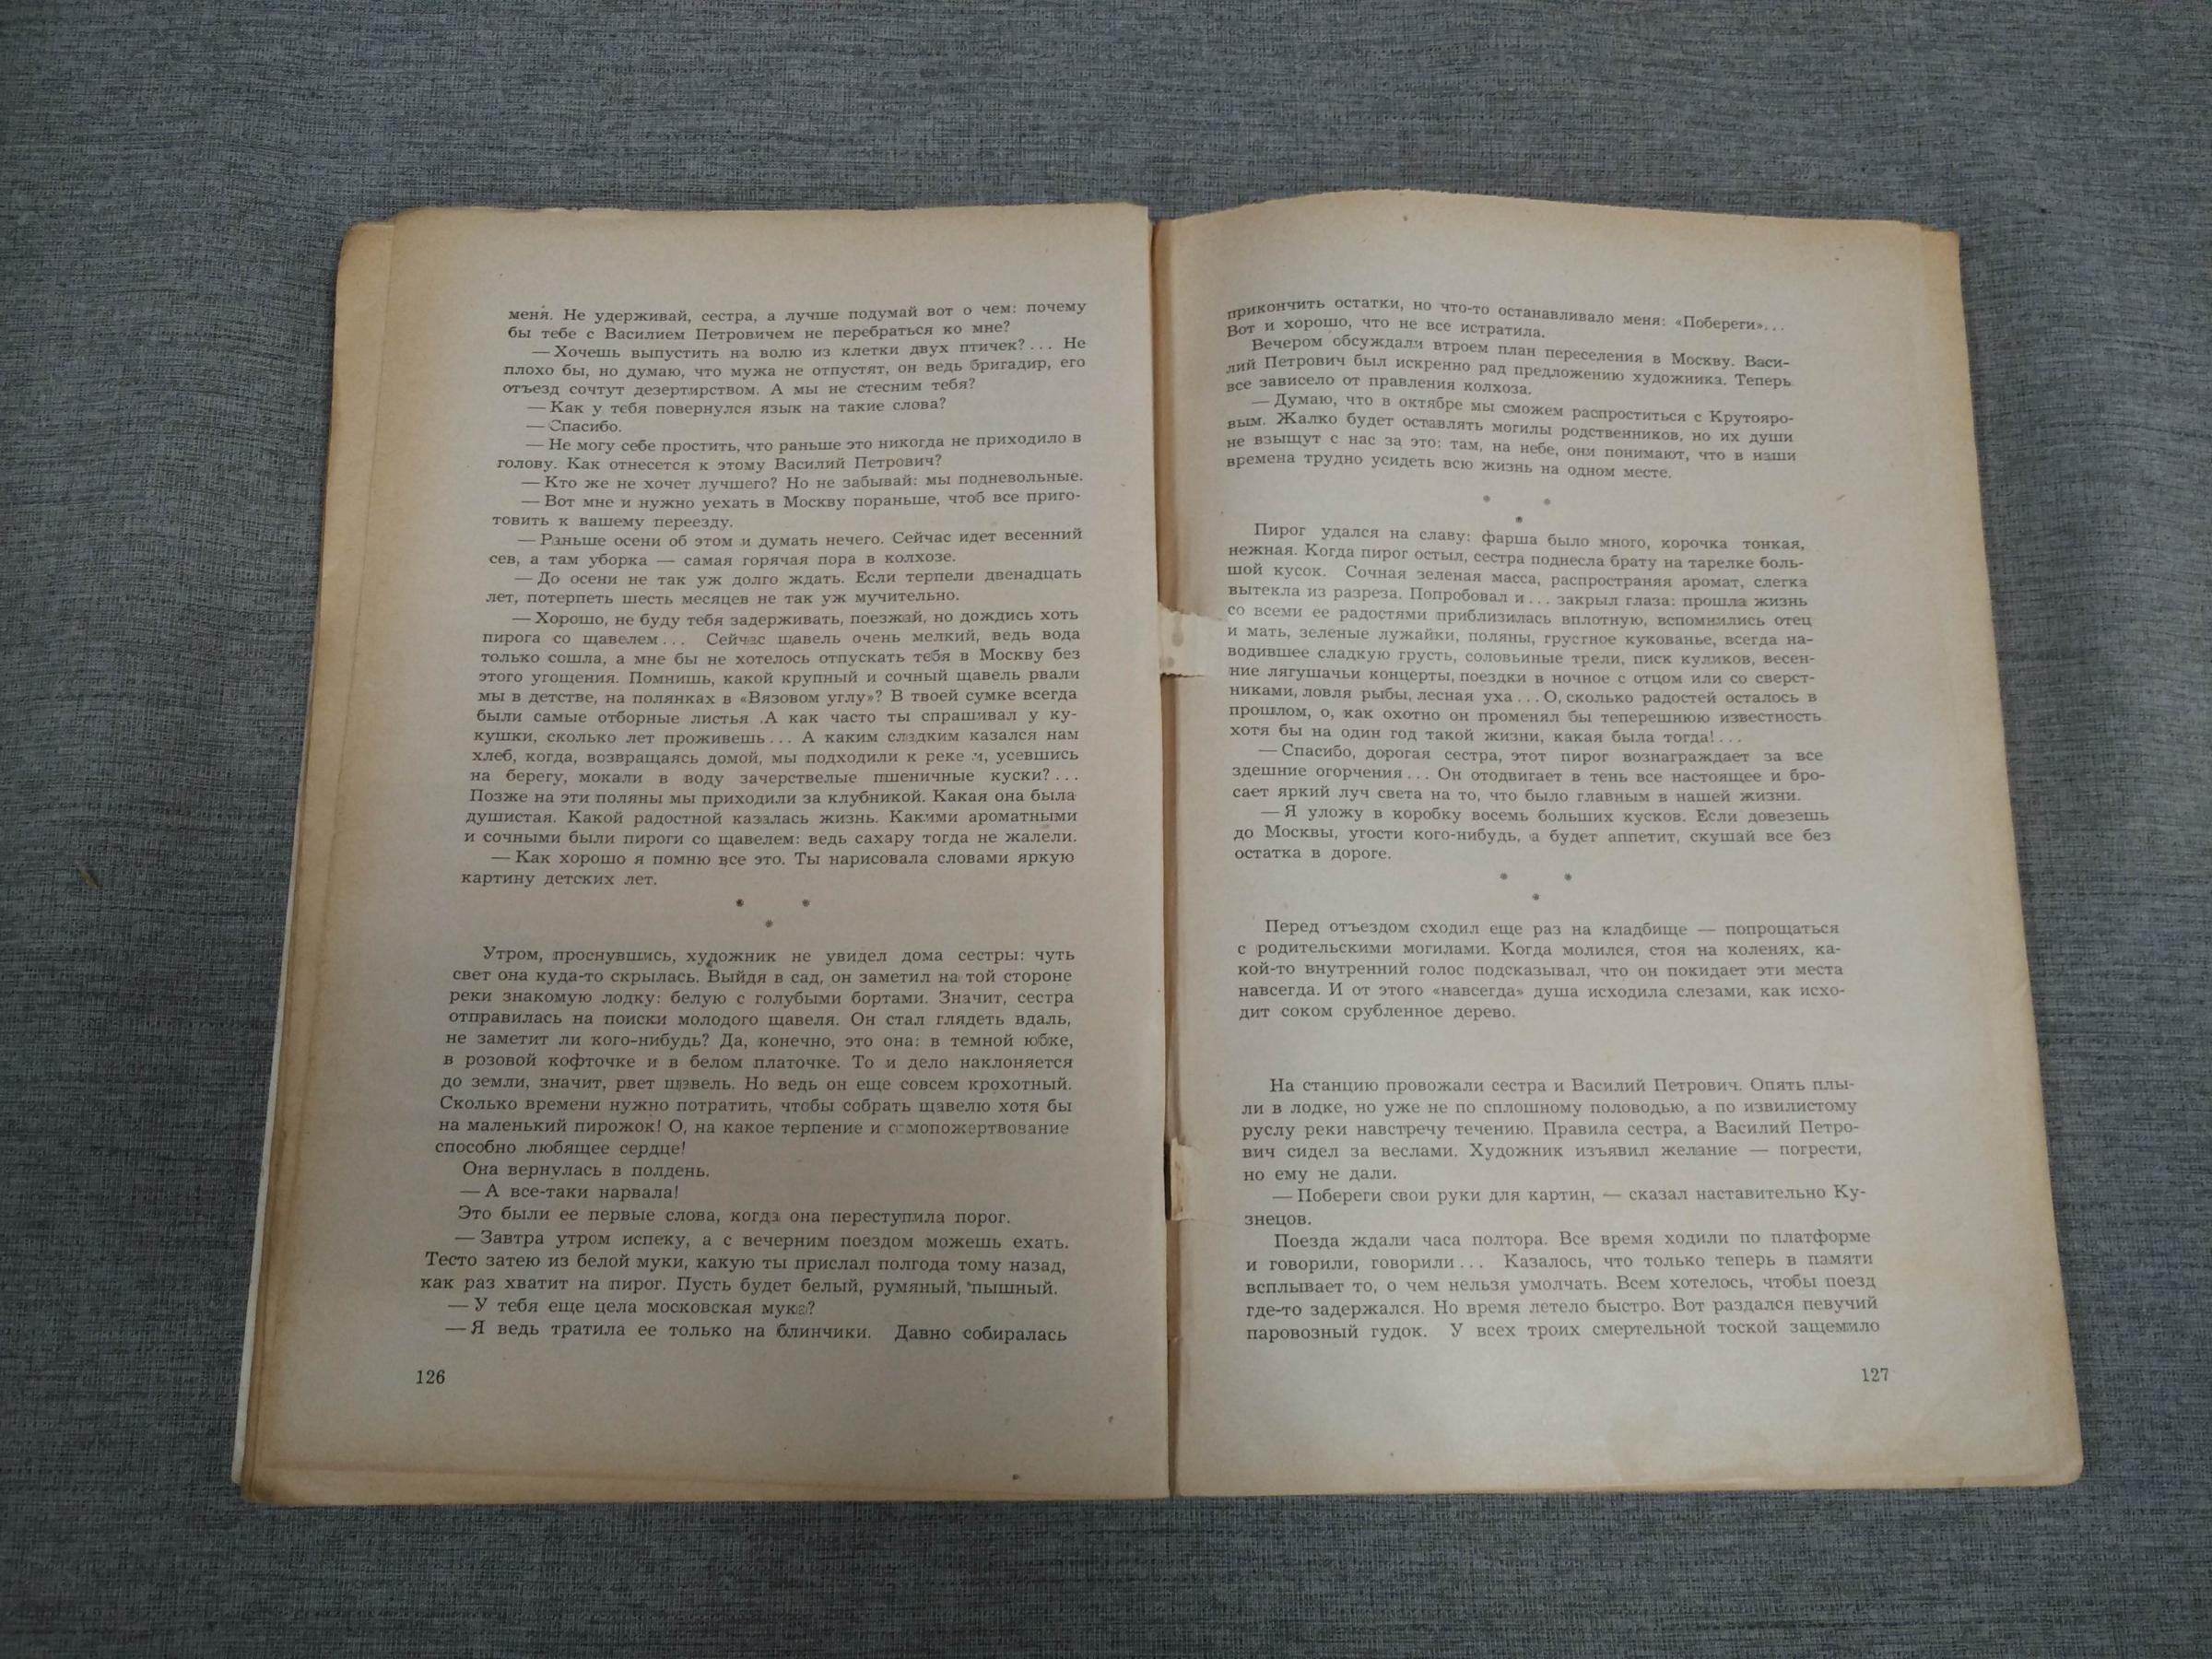 меня. Не удерживай, сестра, а лучше подумай вот о чем: почему
бы тебе с Василием Петровичем не перебраться ко мне?
— Хочешь выпустить на волю из клетки двух птичек?... Не
плохо бы, но думаю, что мужа не отпустят, он ведь бригадир, его
отъезд сочтут дезертирством. А мы не стесним тебя?
— Как у тебя повернулся язык на такие слова?
— Спасибо.
— Не могу себе простить, что раньше это никогда не приходило в
голову. Как отнесется к этому Василий Петрович?
— Кто же не хочет лучшего? Но не забывай: мы подневольные.
— Вот мне и нужно уехать в Москву пораньше, чтоб все приго-
товить к вашему переезду.
— Раньше осени об этом и думать нечего. Сейчас идет весенний
сев, а там уборка — самая горячая пора в колхозе.
— До осени не так уж долго ждать. Если терпели двенадцать
лет, потерпеть шесть месяцев не так уж мучительно.
— Хорошо, не буду тебя задерживать, поезжай, но дождись хоть
пирога со щавелем... Сейчас щавель очень мелкий, ведь вода
только сошла, а мне бы не хотелось отпускать тебя в Москву без
этого угощения. Помнишь, какой крупный и сочный щавель рвали
мы в детстве, на полянках в «Вязовом углу»? В твоей сумке всегда
были самые отборные листья .А как часто ты спрашивал у ку-
кушки, сколько лет проживешь... А каким сладким казался нам
хлеб, когда, возвращаясь домой, мы подходили к реке и, усевшись
на берегу, мокали в воду зачерствелые пшеничные куски?...
Позже на эти поляны мы приходили за клубникой. Какая она была
душистая. Какой радостной казалась жизнь. Какими ароматными
и сочными были пироги со щавелем: ведь сахару тогда не жалели.
— Как хорошо я помню все это. Ты нарисовала словами яркую
картину детских лет.
* *
*
Утром, проснувшись, художник не увидел дома сестры: чуть
свет она куда-то скрылась. Выйдя в сад, он заметил на той стороне
реки знакомую лодку: белую с голубыми бортами. Значит, сестра
отправилась на поиски молодого щавеля. Он стал глядеть вдаль,
не заметит ли кого-нибудь? Да, конечно, это она: в темной юбке,
в розовой кофточке и в белом платочке. То и дело наклоняется
до земли, значит, рвет щавель. Но ведь он еще совсем крохотный.
Сколько времени нужно потратить, чтобы собрать щавелю хотя бы
на маленький пирожок! О, на какое терпение и самопожертвование
способно любящее сердце!
Она вернулась в полдень.
— А все-таки нарвала!
Это были ее первые слова, когда она переступила порог.
— Завтра утром испеку, а с вечерним поездом можешь ехать.
Тесто затею из белой муки, какую ты прислал полгода тому назад,
как раз хватит на пирог. Пусть будет белый, румяный, пышный.
— У тебя еще цела московская мука?
— Я ведь тратила ее только на блинчики. Давно собиралась
126
прикончить остатки, но что-то останавливало меня: «Побереги»...
Вот и хорошо, что не все истратила.
Вечером обсуждали втроем план переселения в Москву. Васи-
лий Петрович был искренно рад предложению художника. Теперь
все зависело от правления колхоза.
— Думаю, что в октябре мы сможем распроститься с Крутояро-
вым. Жалко будет оставлять могилы родственников, но их души
не взыщут с нас за это: там, на небе, они понимают, что в наши
времена трудно усидеть всю жизнь на одном месте.
* *
*
Пирог удался на славу: фарша было много, корочка тонкая,
нежная. Когда пирог остыл, сестра поднесла брату на тарелке боль-
шой кусок. Сочная зеленая масса, распространяя аромат, слегка
вытекла из разреза. Попробовал и... закрыл глаза: прошла жизнь
со всеми ее радостями приблизилась вплотную, вспомнились отец
и мать, зеленые лужайки, поляны, грустное кукованье, всегда на-
водившее сладкую грусть, соловьиные трели, писк куликов, весен-
ние лягушачьи концерты, поездки в ночное с отцом или со сверст-
никами, ловля рыбы, лесная уха... О, сколько радостей осталось в
прошлом, о, как охотно он променял бы теперешнюю известность
хотя бы на один год такой жизни, какая была тогда!...
— Спасибо, дорогая сестра, этот пирог вознаграждает за все
здешние огорчения... Он отодвигает в тень все настоящее и бро-
сает яркий луч света на то, что было главным в нашей жизни.
— Я уложу в коробку восемь больших кусков. Если довезешь
до Москвы, угости кого-нибудь, а будет аппетит, скушай все без
остатка в дороге.
* *
*
Перед отъездом сходил еще раз на кладбище — попрощаться
с родительскими могилами. Когда молился, стоя на коленях, ка-
кой-то внутренний голос подсказывал, что он покидает эти места
навсегда. И от этого «навсегда» душа исходила слезами, как исхо-
дит соком срубленное дерево.
На станцию провожали сестра и Василий Петрович. Опять плы-
ли в лодке, но уже не по сплошному половодью, а по извилистому
руслу реки навстречу течению. Правила сестра, а Василий Петро-
вич сидел за веслами. Художник изъявил желание — погрести,
но ему не дали.
— Побереги свои руки для картин, — сказал наставительно Ку-
знецов.
Поезда ждали часа полтора. Все время ходили по платформе
и говорили, говорили... Казалось, что только теперь в памяти
всплывает то, о чем нельзя умолчать. Всем хотелось, чтобы поезд
где-то задержался. Но время летело быстро. Вот раздался певучий
паровозный гудок. У всех троих смертельной тоской защемило
127